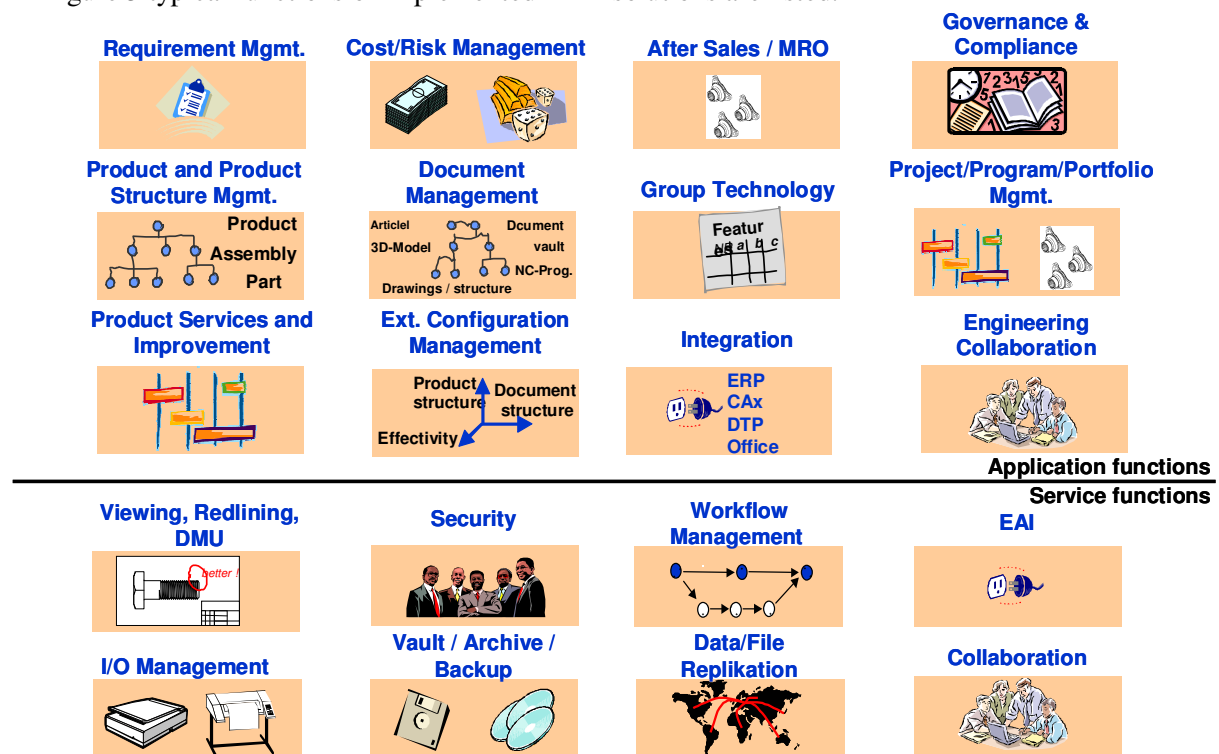 Requirement Mgmt.
Cost/Risk Management
After Sales / MRO
Governance &
Compliance
Product and Product
Structure Mgmt.
Product
Assembly
Part
Document
Management
Articlel
Dcument
3D-Model
vault
NC-Prog.
Drawings / structure
Group Technology
Featur
a b c
Project/Program/Portfolio
Mgmt.
Product Services and
Improvement
Ext. Configuration
Management
Product
structure
Document
structure
Effectivity
Integration
ERP
CAx
DTP
Office
Engineering
Collaboration
Application functions
Service functions
Viewing, Redlining,
DMU
better !
Security
Workflow
Management
EAI
I/O Management
Vault / Archive /
Backup
Data/File
Replikation
Collaboration